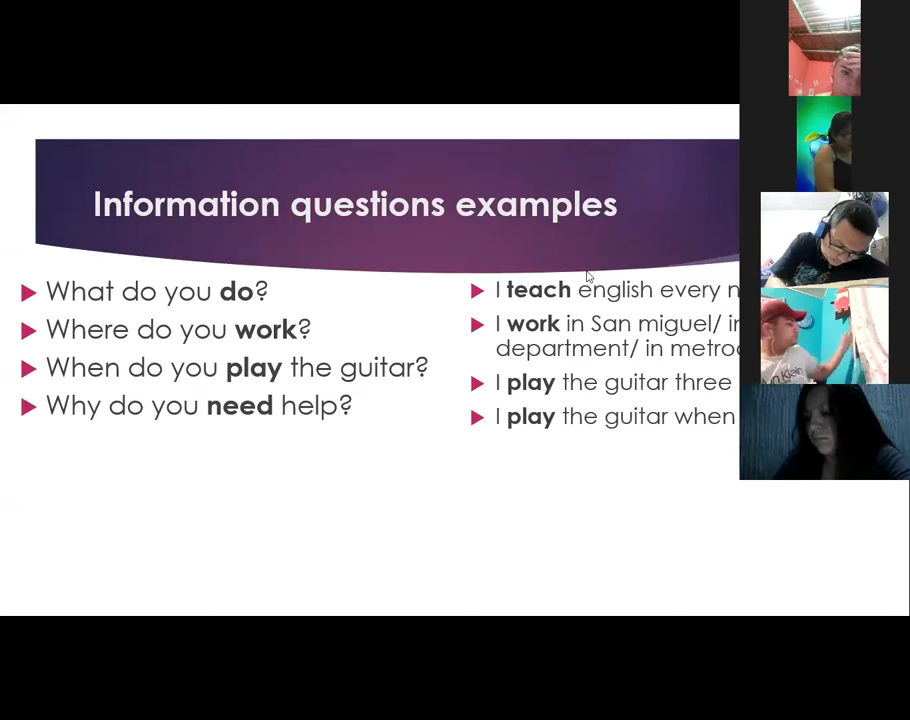 Information questions examples
What do you do?
Where do you work?
When do you play the guitar?
Why do you need help?
I teach english every
I work in San miguel/
department/ in
I play the guitar three
I play the guitar when